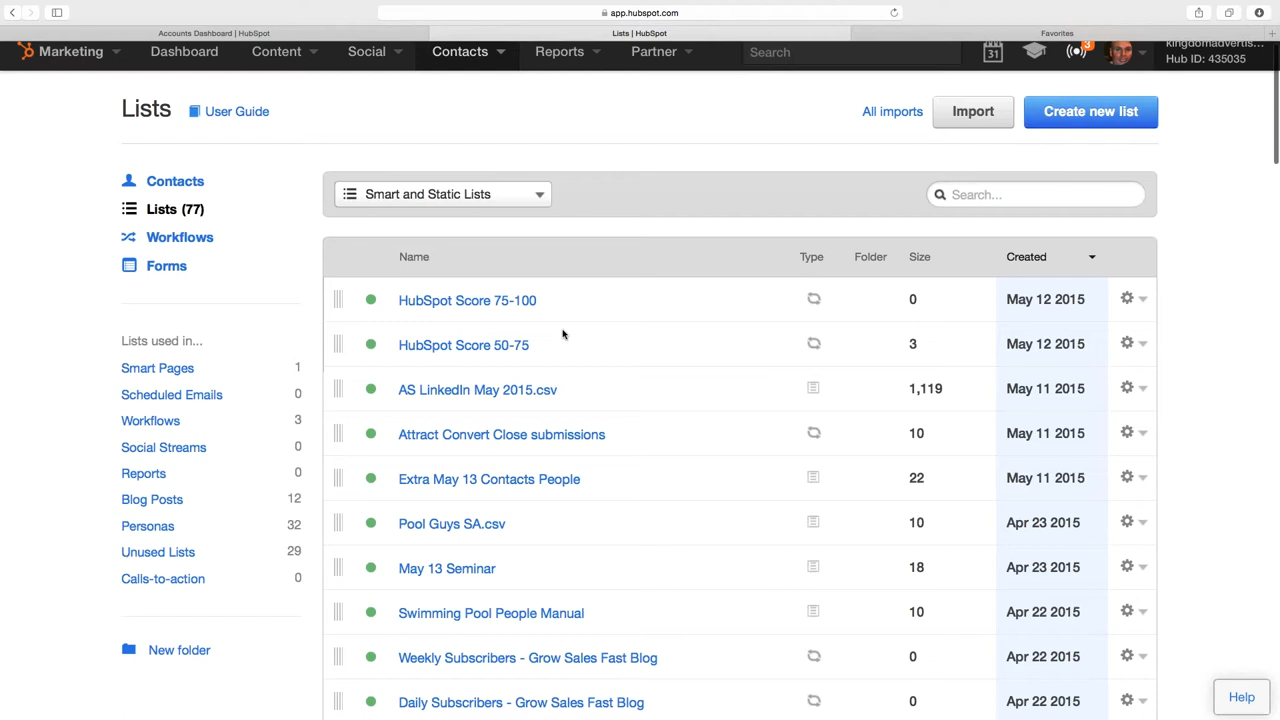 app.hubspot.com
Accounts Dashboard | HubSpot
Lists | HubSpot
Favorites
Marketing
Dashboard
Content
Social
Contacts
Reports
Partner
Search
31
3
kingdomadvertis...
Hub ID: 435035
Lists
User Guide
All imports
Import
Create new list
Contacts
Lists (77)
Workflows
Forms
Lists used in...
Smart Pages 1
Scheduled Emails 0
Workflows 3
Social Streams 0
Reports 0
Blog Posts 12
Personas 32
Unused Lists 29
Calls-to-action 0
New folder
Smart and Static Lists
Search...
Name Type Folder Size Created
HubSpot Score 75-100 0 May 12 2015
HubSpot Score 50-75 3 May 12 2015
AS LinkedIn May 2015.csv 1,119 May 11 2015
Attract Convert Close submissions 10 May 11 2015
Extra May 13 Contacts People 22 May 11 2015
Pool Guys SA.csv 10 Apr 23 2015
May 13 Seminar 18 Apr 23 2015
Swimming Pool People Manual 10 Apr 22 2015
Weekly Subscribers - Grow Sales Fast Blog 0 Apr 22 2015
Daily Subscribers - Grow Sales Fast Blog 0 Apr 22 2015
Help